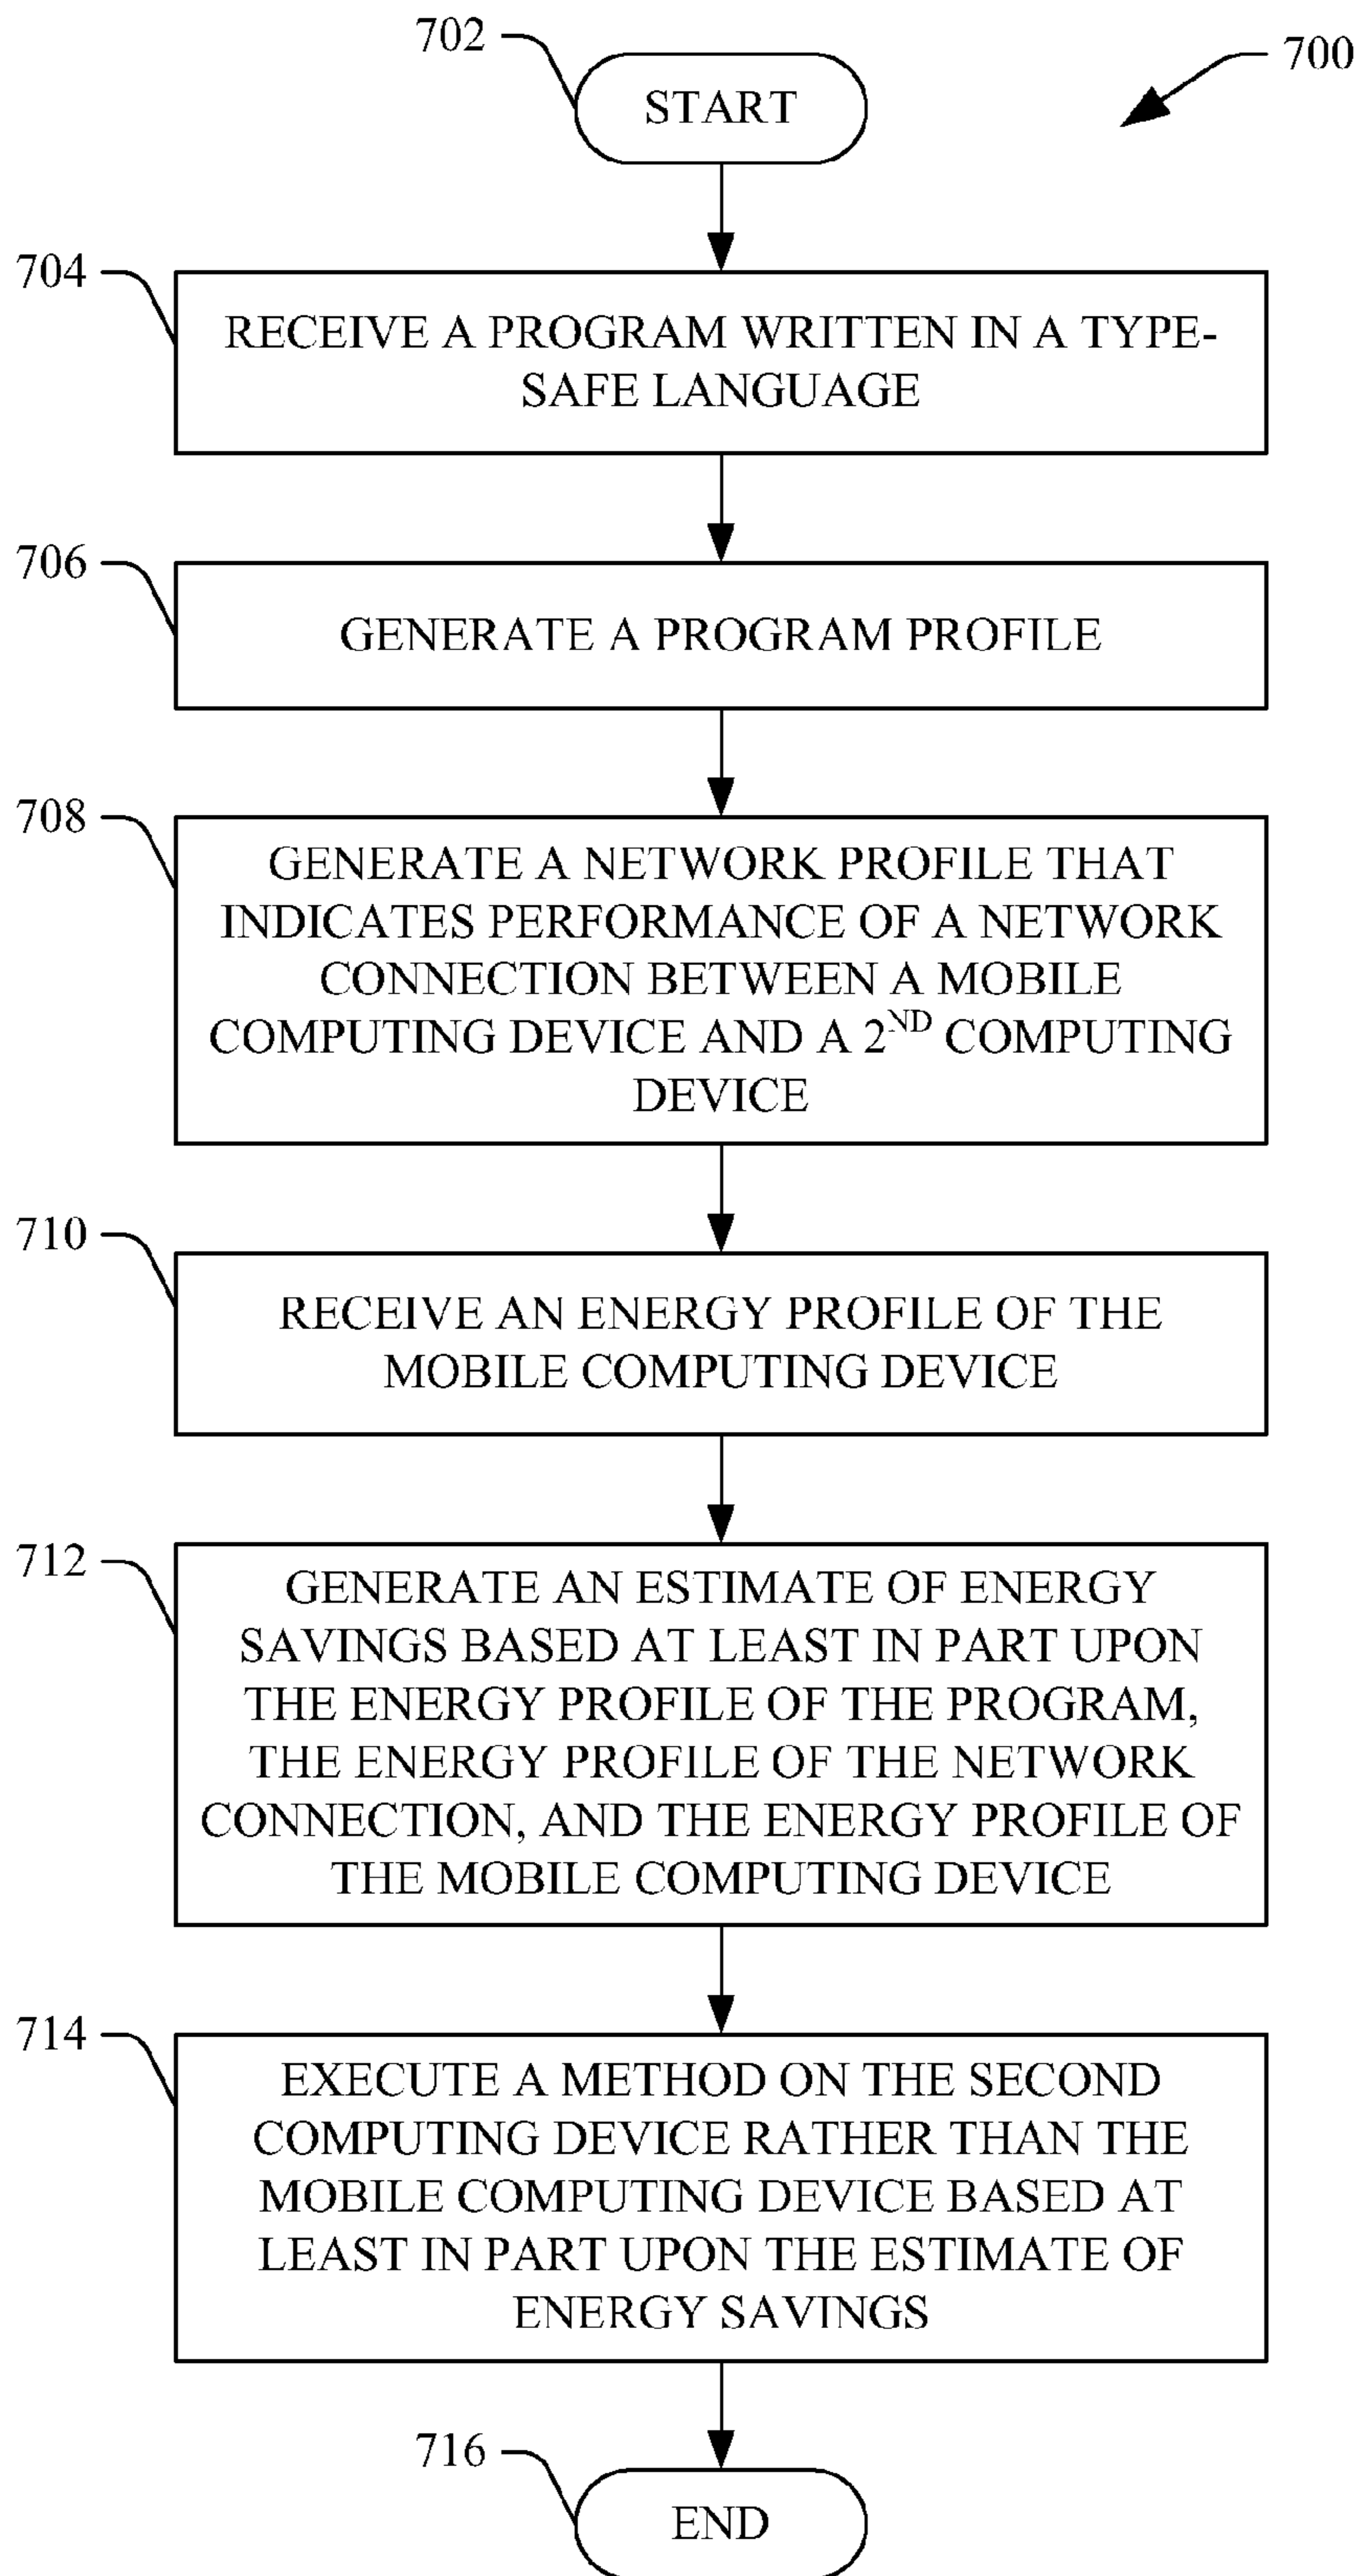 702
START
700
704
RECEIVE A PROGRAM WRITTEN IN A TYPE-
SAFE LANGUAGE
706
GENERATE A PROGRAM PROFILE
708
GENERATE A NETWORK PROFILE THAT
INDICATES PERFORMANCE OF A NETWORK
CONNECTION BETWEEN A MOBILE
COMPUTING DEVICE AND A 2ND COMPUTING
DEVICE
710
RECEIVE AN ENERGY PROFILE OF THE
MOBILE COMPUTING DEVICE
712
GENERATE AN ESTIMATE OF ENERGY
SAVINGS BASED AT LEAST IN PART UPON
THE ENERGY PROFILE OF THE PROGRAM,
THE ENERGY PROFILE OF THE NETWORK
CONNECTION, AND THE ENERGY PROFILE OF
THE MOBILE COMPUTING DEVICE
714
EXECUTE A METHOD ON THE SECOND
COMPUTING DEVICE RATHER THAN THE
MOBILE COMPUTING DEVICE BASED AT
LEAST IN PART UPON THE ESTIMATE OF
ENERGY SAVINGS
716
END